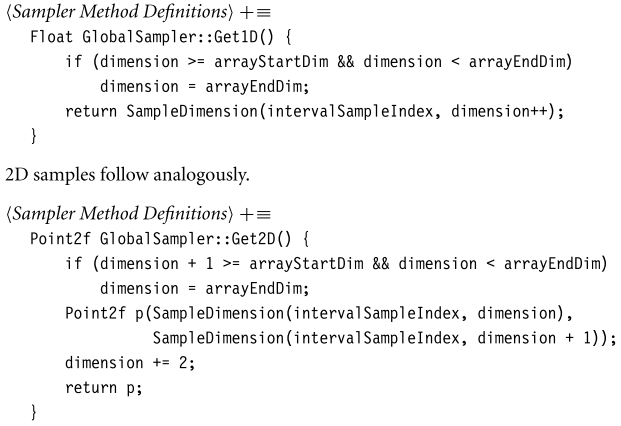 ⟨Sampler Method Definitions⟩ +≡
Float GlobalSampler::Get1D() {
    if (dimension >= arrayStartDim && dimension < arrayEndDim)
        dimension = arrayEndDim;
    return SampleDimension(intervalSampleIndex, dimension++);
}
2D samples follow analogously.
⟨Sampler Method Definitions⟩ +≡
Point2f GlobalSampler::Get2D() {
    if (dimension + 1 >= arrayStartDim && dimension < arrayEndDim)
        dimension = arrayEndDim;
    Point2f p(SampleDimension(intervalSampleIndex, dimension),
              SampleDimension(intervalSampleIndex, dimension + 1));
    dimension += 2;
    return p;
}